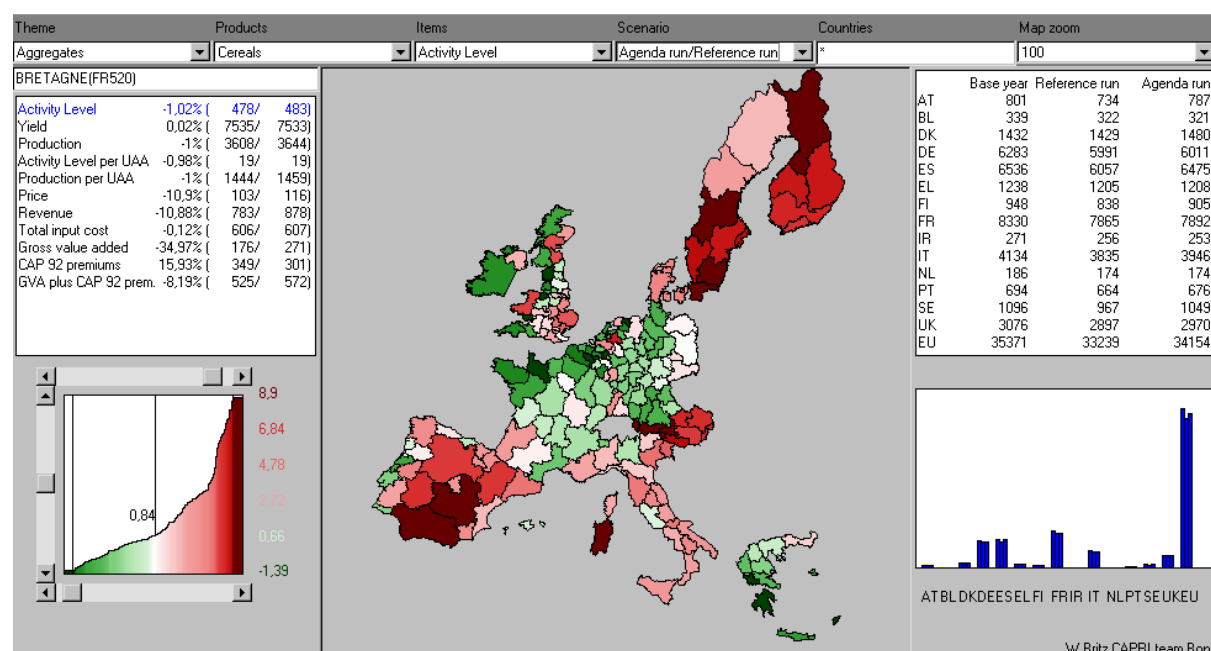 Theme Products Items Scenario Countries Map zoom
Aggregates Cereals Activity Level Agenda run/Reference run * 100
BRETAGNE(FR520)
Activity Level -1,02% ( 478/ 483)
Yield 0,02% ( 7535/ 7533)
Production -1% ( 3608/ 3644)
Activity Level per UAA -0,98% ( 19/ 19)
Production per UAA -1% ( 1444/ 1459)
Price -10,9% ( 103/ 116)
Revenue -10,88% ( 783/ 878)
Total input cost -0,12% ( 606/ 607)
Gross value added -34,97% ( 176/ 271)
CAP 92 premiums 15,93% ( 349/ 301)
GVA plus CAP 92 prem. -8,19% ( 525/ 572)
8,9
6,84
4,78
2,72
0,66
-1,39
0,84
Base year Reference run Agenda run
AT 801 734 787
BL 339 322 321
DK 1432 1429 1480
DE 6283 5991 6011
ES 6536 6057 6475
EL 1238 1205 1208
FI 948 838 905
FR 8330 7865 7892
IR 271 256 253
IT 4134 3835 3946
NL 186 174 174
PT 694 664 676
SE 1096 967 1049
UK 3076 2897 2970
EU 35371 33239 34154
ATBLDKDEESELFI FRIR IT NLPTSEUKEU
W.Britz CAPRI team Bon